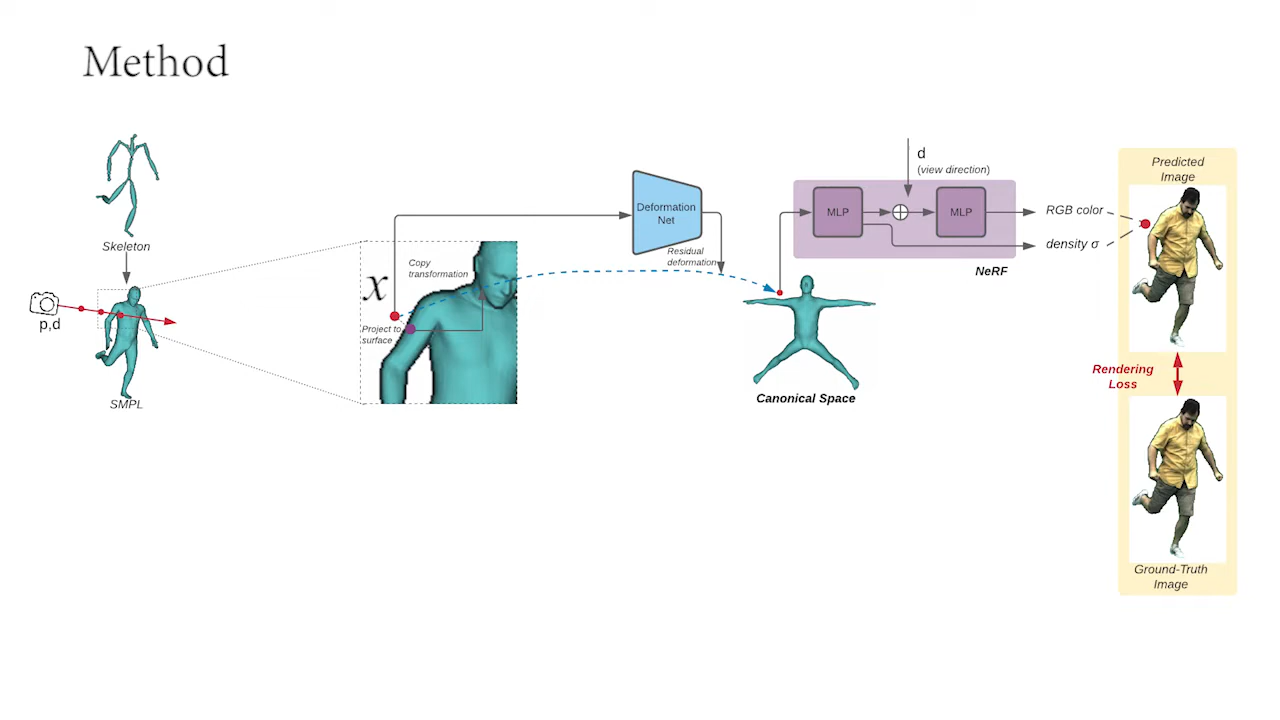 Method
Skeleton
p,d
SMPL
x
Copy
transformation
Project to
surface
Deformation
Net
Residual
deformation
Canonical Space
d
(view direction)
MLP
MLP
NeRF
RGB color
density σ
Predicted
Image
Rendering
Loss
Ground-Truth
Image